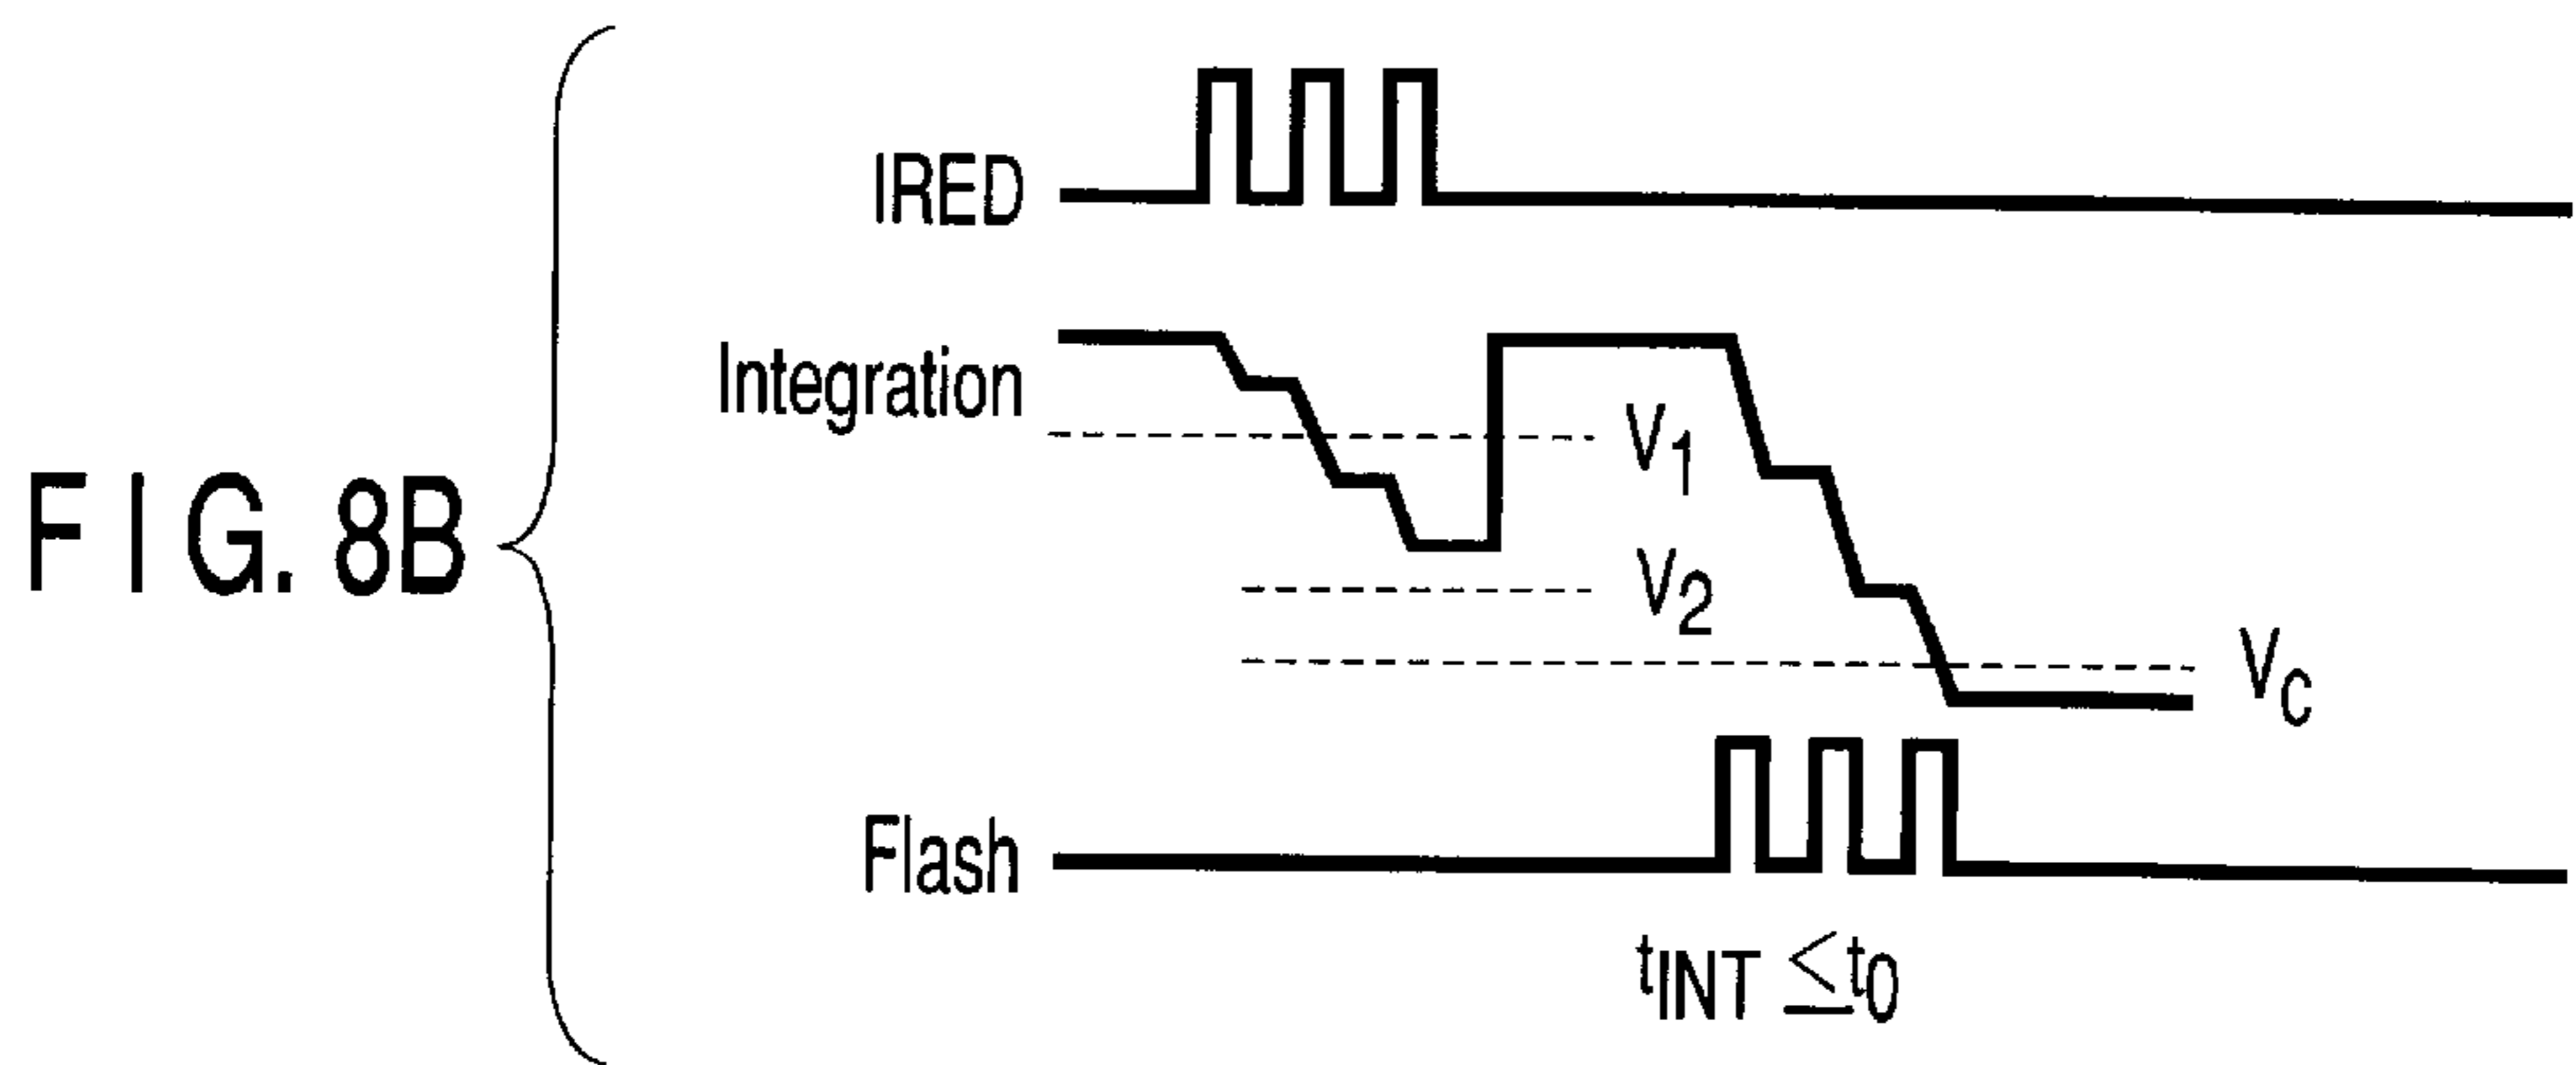 FIG. 8B
IRED
Integration
V1
V2
VC
Flash
tINT ≤ t0